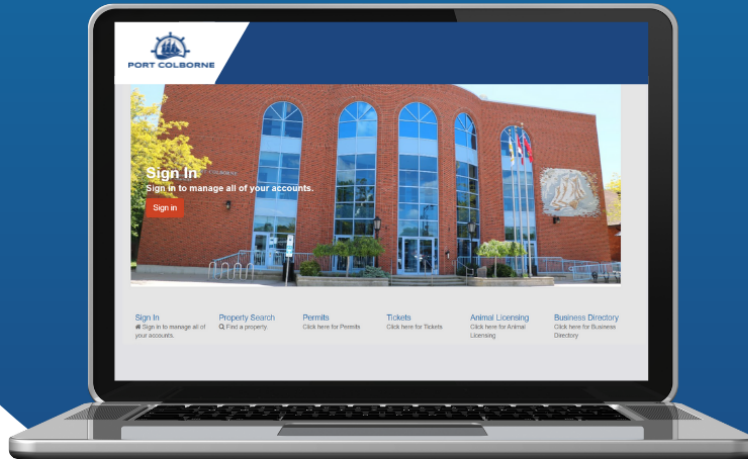 PORT COLBORNE
Sign In
Sign in to manage all of your accounts.
Sign in
Sign In
Sign in to manage all of
your accounts.
Property Search
Find a property.
Permits
Click here for Permits
Tickets
Click here for Tickets
Animal Licensing
Click here for Animal
Licensing
Business Directory
Click here for Business
Directory